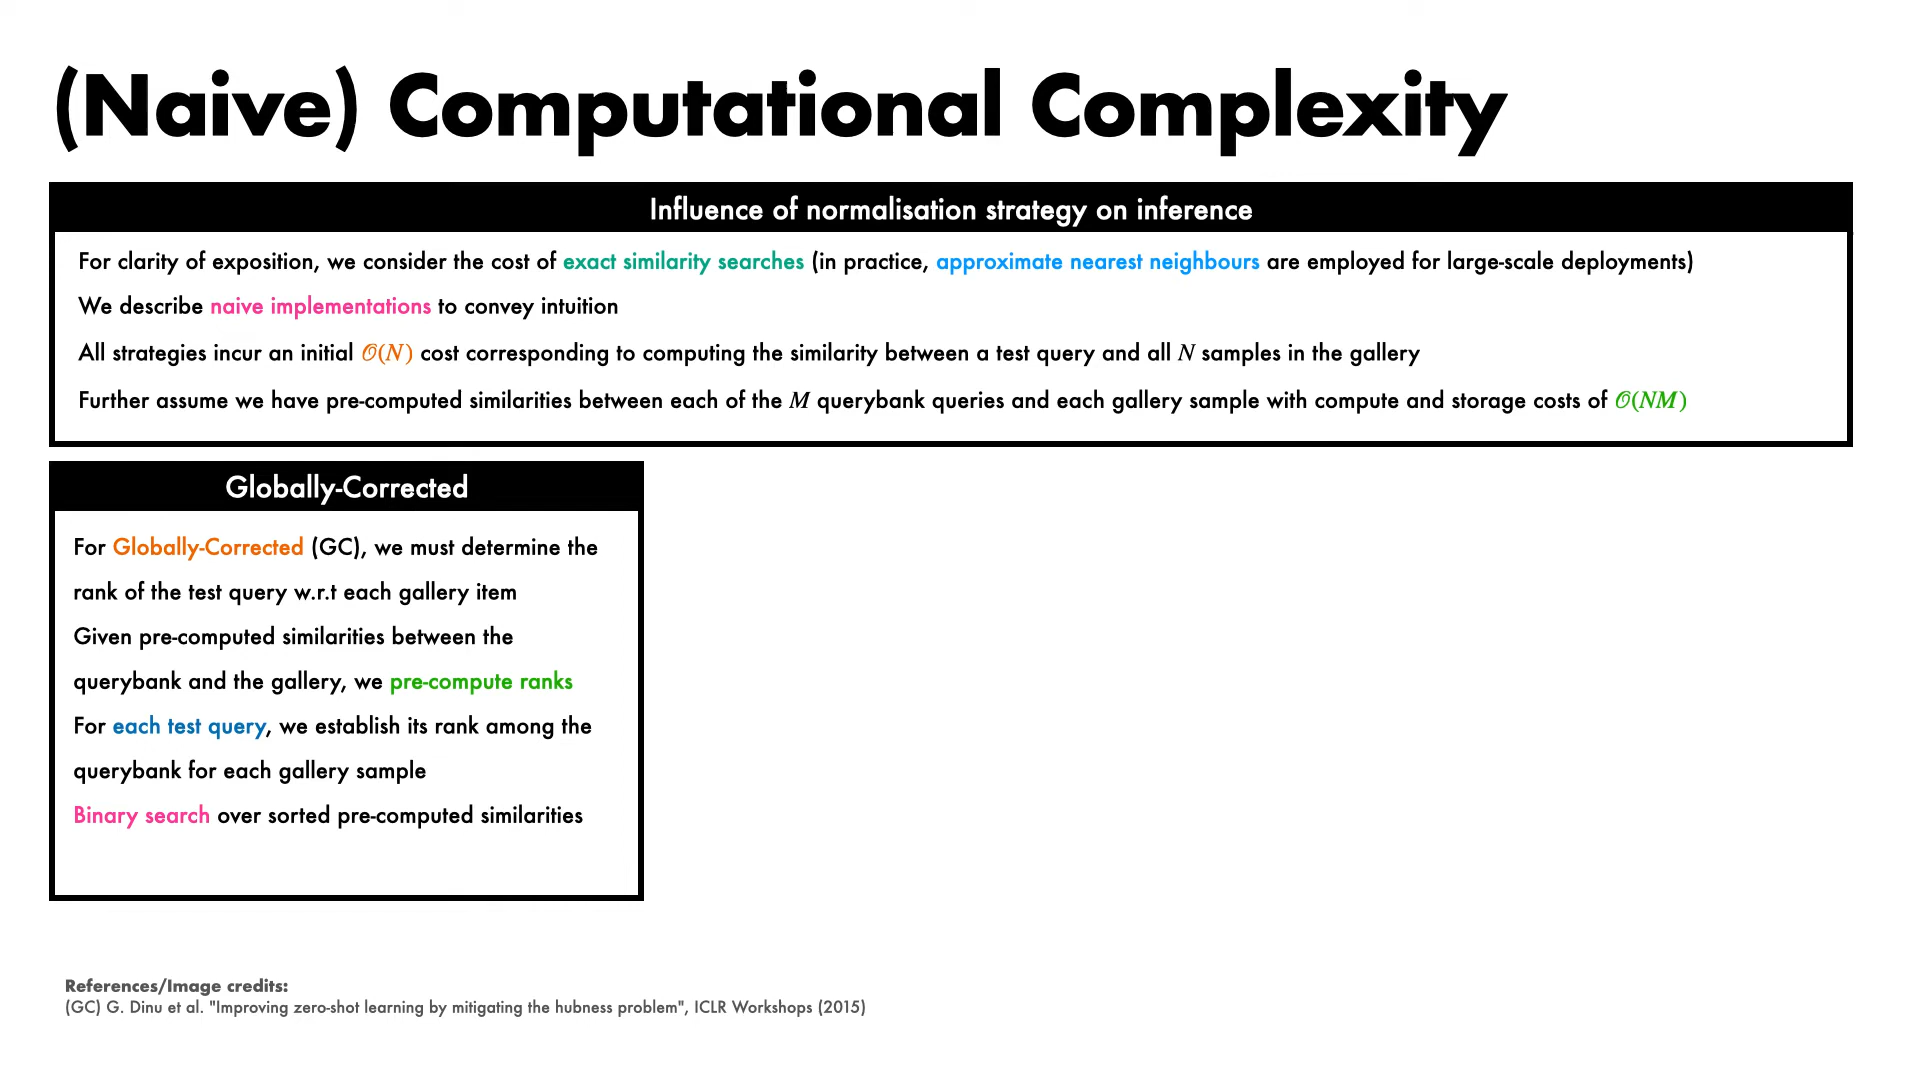 (Naive) Computational Complexity
Influence of normalisation strategy on inference
For clarity of exposition, we consider the cost of exact similarity searches (in practice, approximate nearest neighbours are employed for large-scale deployments)
We describe naive implementations to convey intuition
All strategies incur an initial 𝒪(N) cost corresponding to computing the similarity between a test query and all N samples in the gallery
Further assume we have pre-computed similarities between each of the M querybank queries and each gallery sample with compute and storage costs of 𝒪(NM)
Globally-Corrected
For Globally-Corrected (GC), we must determine the
rank of the test query w.r.t each gallery item
Given pre-computed similarities between the
querybank and the gallery, we pre-compute ranks
For each test query, we establish its rank among the
querybank for each gallery sample
Binary search over sorted pre-computed similarities
References/Image credits:
(GC) G. Dinu et al. "Improving zero-shot learning by mitigating the hubness problem", ICLR Workshops (2015)